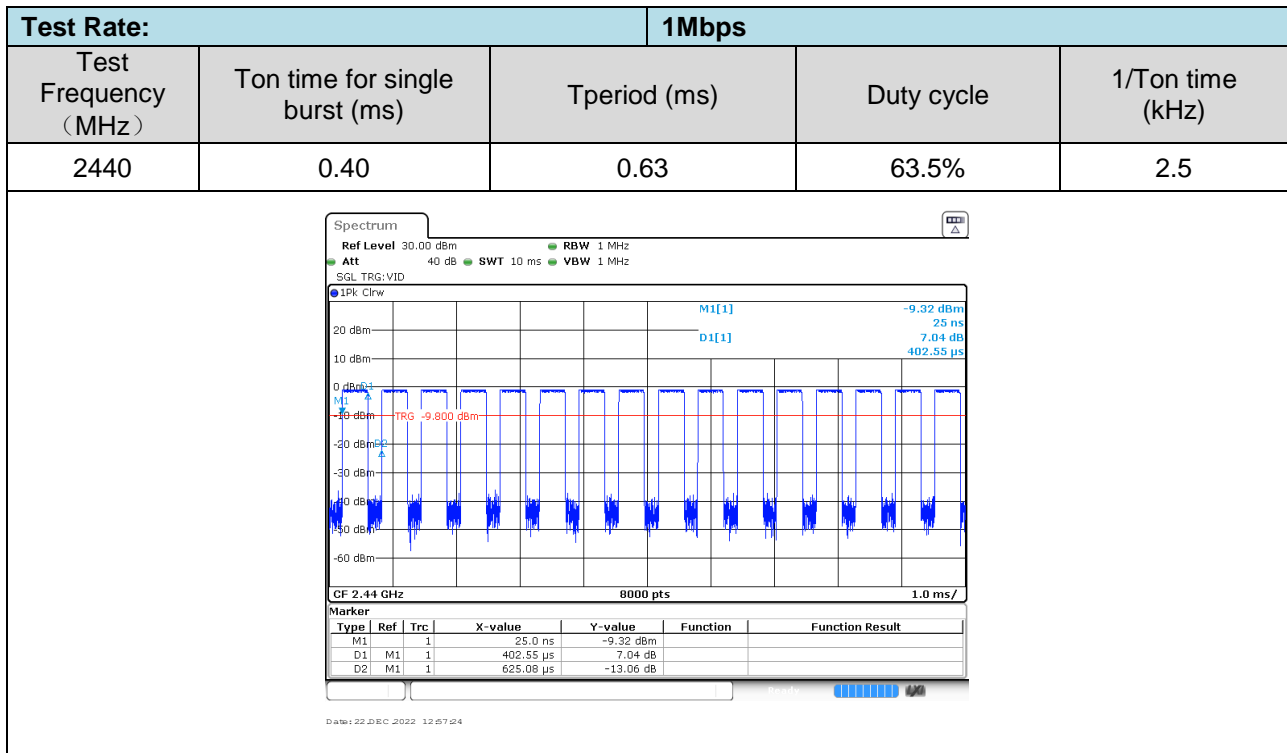 Test Rate: 1Mbps
Test Frequency （MHz） Ton time for single burst (ms) Tperiod (ms) Duty cycle 1/Ton time (kHz)
2440 0.40 0.63 63.5% 2.5
Spectrum
Ref Level 30.00 dBm RBW 1 MHz
Att 40 dB SWT 10 ms VBW 1 MHz
SGL TRG:VID
1Pk Clrw
M1[1] -9.32 dBm
25 ns
20 dBm
D1[1] 7.04 dB
402.55 µs
10 dBm
0 dBm D1
M1
-10 dBm TRG -9.800 dBm
-20 dBm D2
-30 dBm
-40 dBm
-50 dBm
-60 dBm
CF 2.44 GHz 8000 pts 1.0 ms/
Marker
Type Ref Trc X-value Y-value Function Function Result
M1 1 25.0 ns -9.32 dBm
D1 M1 1 402.55 µs 7.04 dB
D2 M1 1 625.08 µs -13.06 dB
Ready
Date: 22.DEC.2022 12:57:24